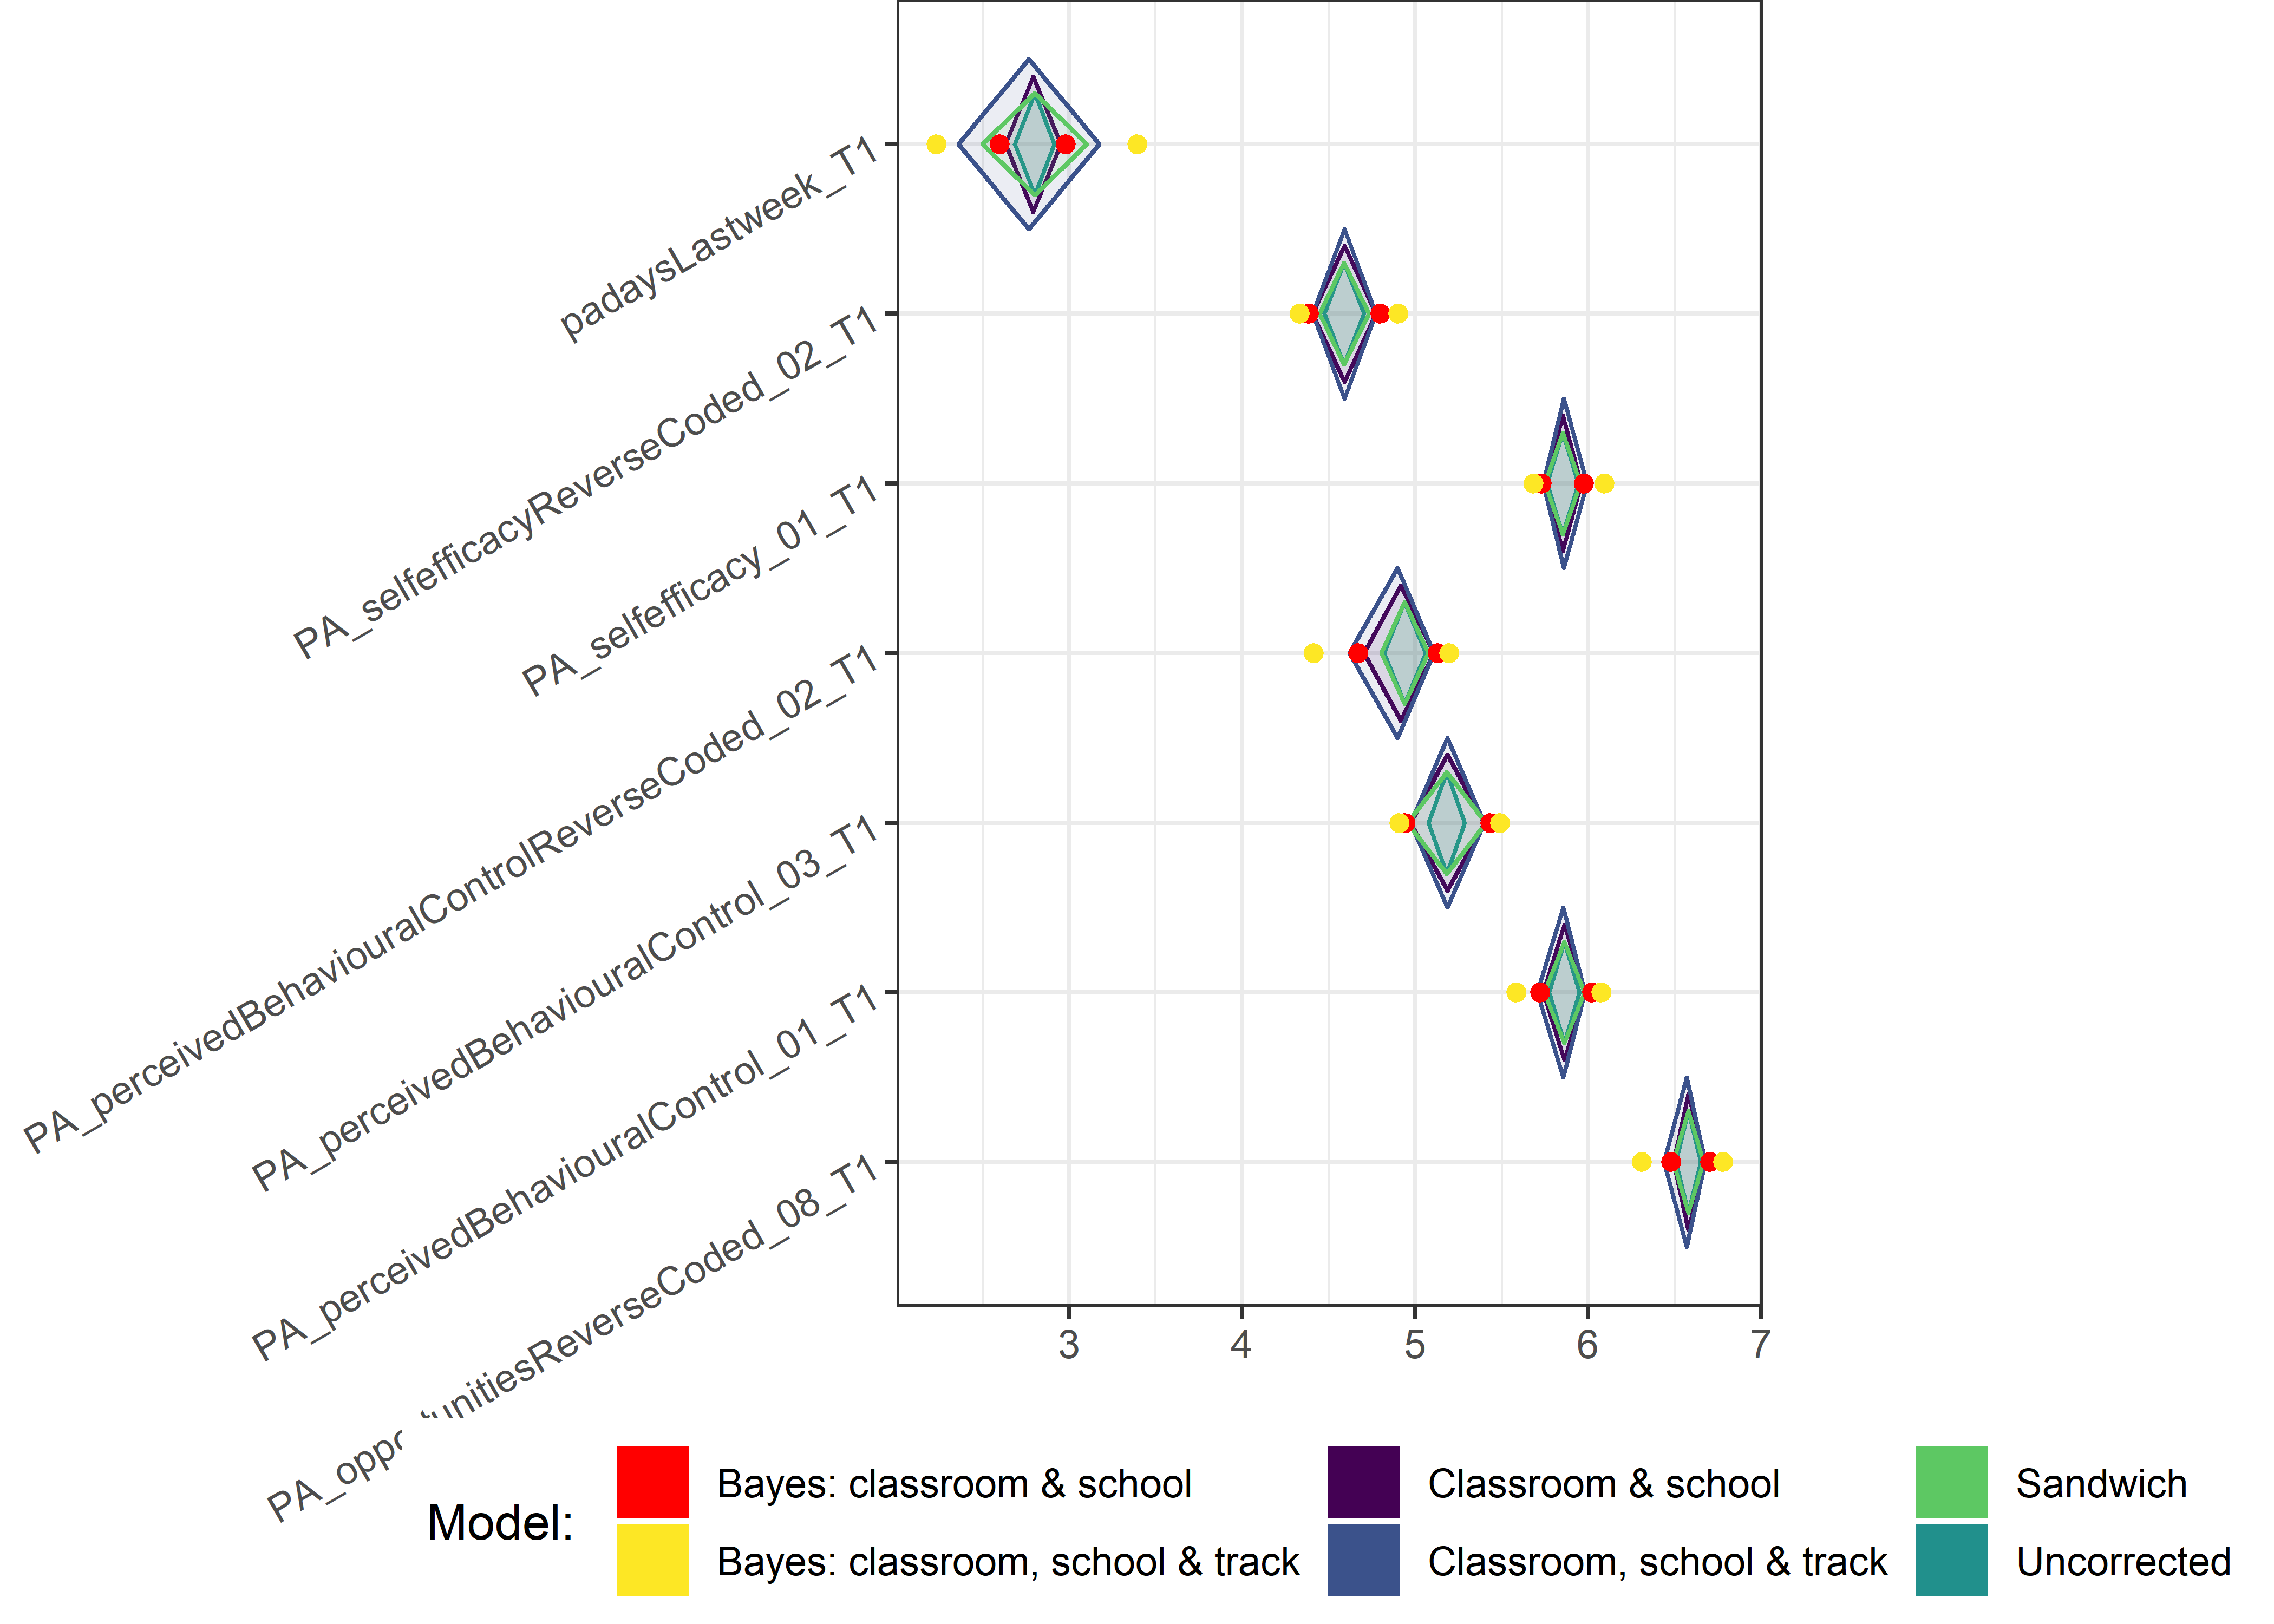 padaysLastweek_T1
PA_selfefficacyReverseCoded_02_T1
PA_selfefficacy_01_T1
PA_perceivedBehaviouralControlReverseCoded_02_T1
PA_perceivedBehaviouralControl_03_T1
PA_perceivedBehaviouralControl_01_T1
PA_opportunitiesReverseCoded_08_T1
3 4 5 6 7
Model:
Bayes: classroom & school
Bayes: classroom, school & track
Classroom & school
Classroom, school & track
Sandwich
Uncorrected